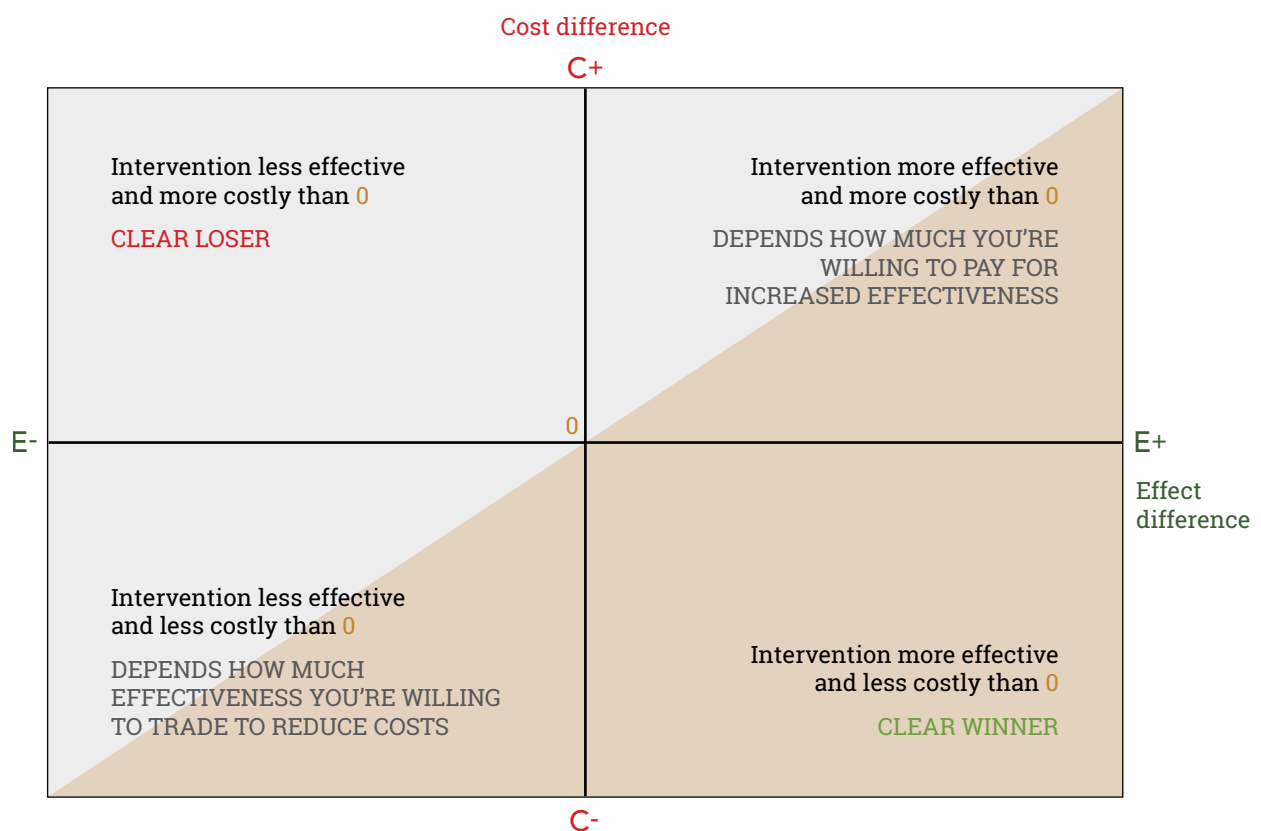 Cost difference
C+
Intervention less effective
and more costly than 0
CLEAR LOSER
Intervention more effective
and more costly than 0
DEPENDS HOW MUCH YOU'RE
WILLING TO PAY FOR
INCREASED EFFECTIVENESS
0
E-
E+
Effect
difference
Intervention less effective
and less costly than 0
DEPENDS HOW MUCH
EFFECTIVENESS YOU'RE WILLING
TO TRADE TO REDUCE COSTS
Intervention more effective
and less costly than 0
CLEAR WINNER
C-